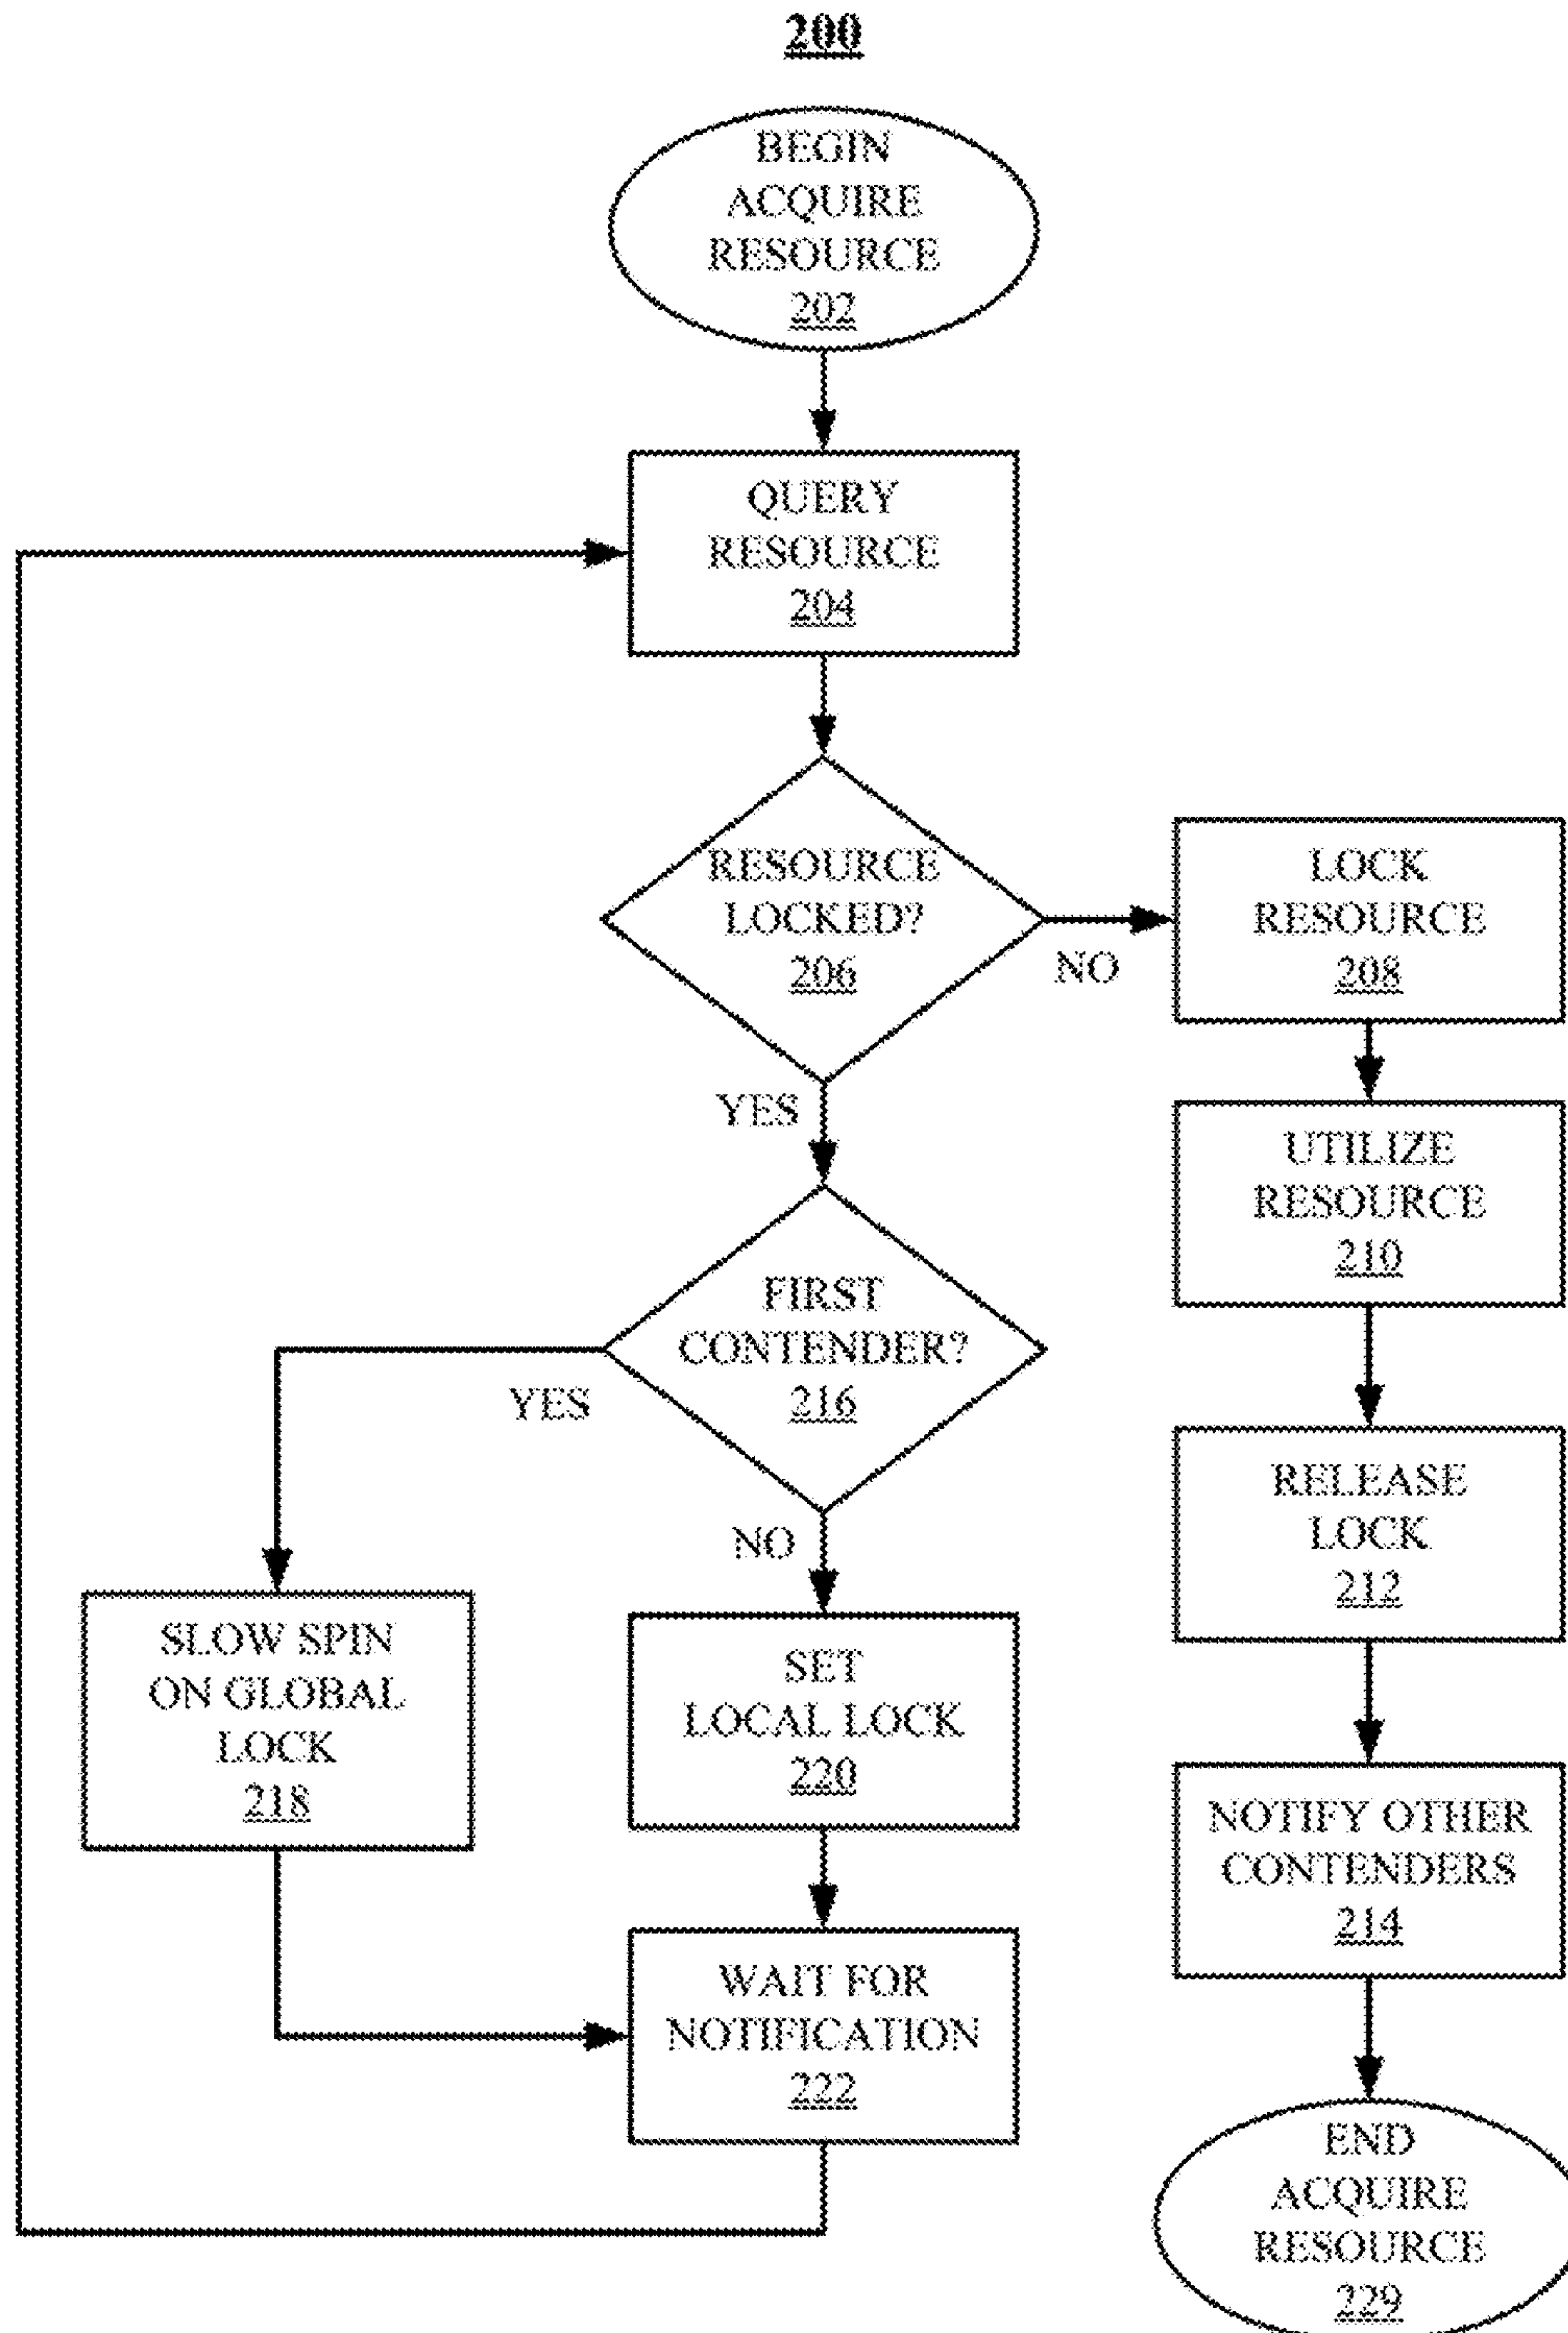 200
BEGIN
ACQUIRE
RESOURCE
202
QUERY
RESOURCE
204
RESOURCE
LOCKED?
206
NO
YES
LOCK
RESOURCE
208
UTILIZE
RESOURCE
210
RELEASE
LOCK
212
NOTIFY OTHER
CONTENDERS
214
END
ACQUIRE
RESOURCE
229
FIRST
CONTENDER?
216
YES
NO
SLOW SPIN
ON GLOBAL
LOCK
218
SET
LOCAL LOCK
220
WAIT FOR
NOTIFICATION
222